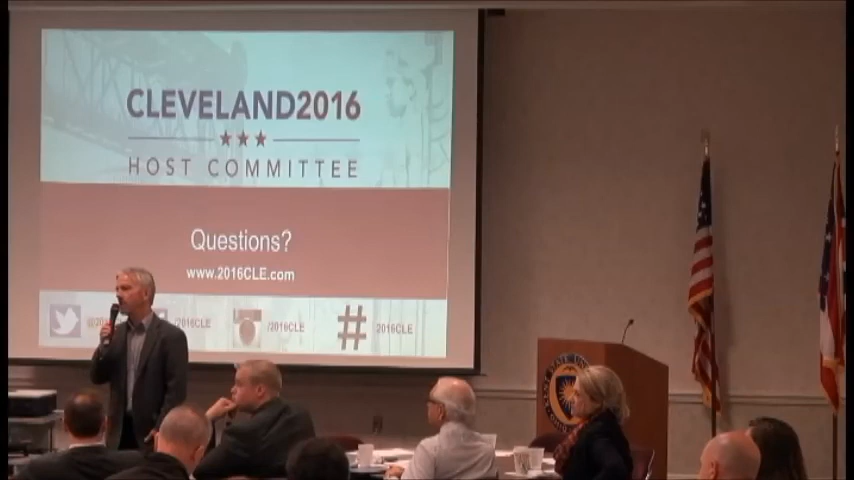 CLEVELAND2016
HOST COMMITTEE
Questions?
www.2016CLE.com
/2016CLE
/2016CLE
# 2016CLE